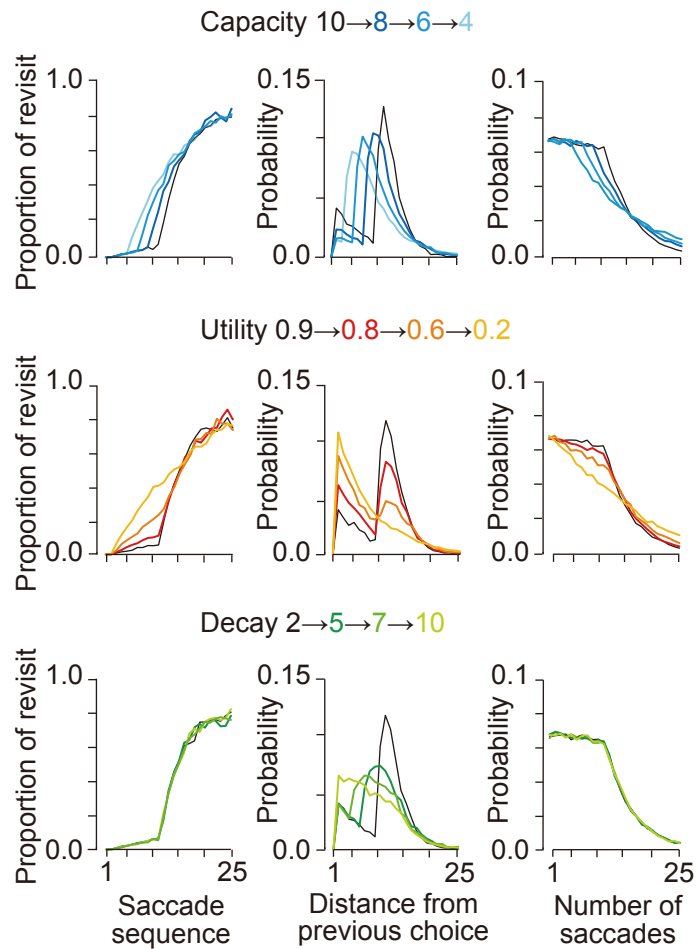 Capacity 10→8→6→4
Proportion of revisit
1.0
0.0
Probability
0.15
0.0
Probability
0.1
0.0
Utility 0.9→0.8→0.6→0.2
Proportion of revisit
1.0
0.0
Probability
0.15
0.0
Probability
0.1
0.0
Decay 2→5→7→10
Proportion of revisit
1.0
0.0
1
25
Saccade
sequence
Probability
0.15
0.0
1
25
Distance from
previous choice
Probability
0.1
0.0
1
25
Number of
saccades